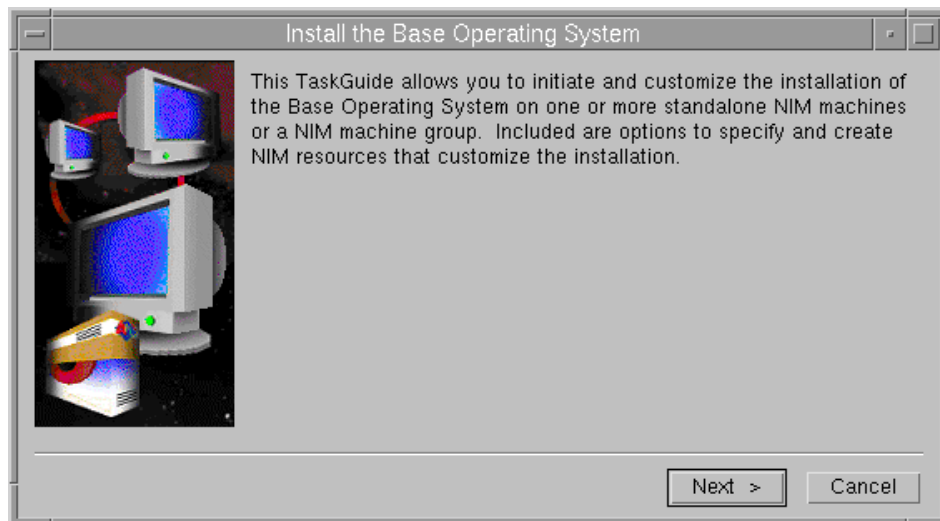 Install the Base Operating System
This TaskGuide allows you to initiate and customize the installation of
the Base Operating System on one or more standalone NIM machines
or a NIM machine group. Included are options to specify and create
NIM resources that customize the installation.
Next >
Cancel